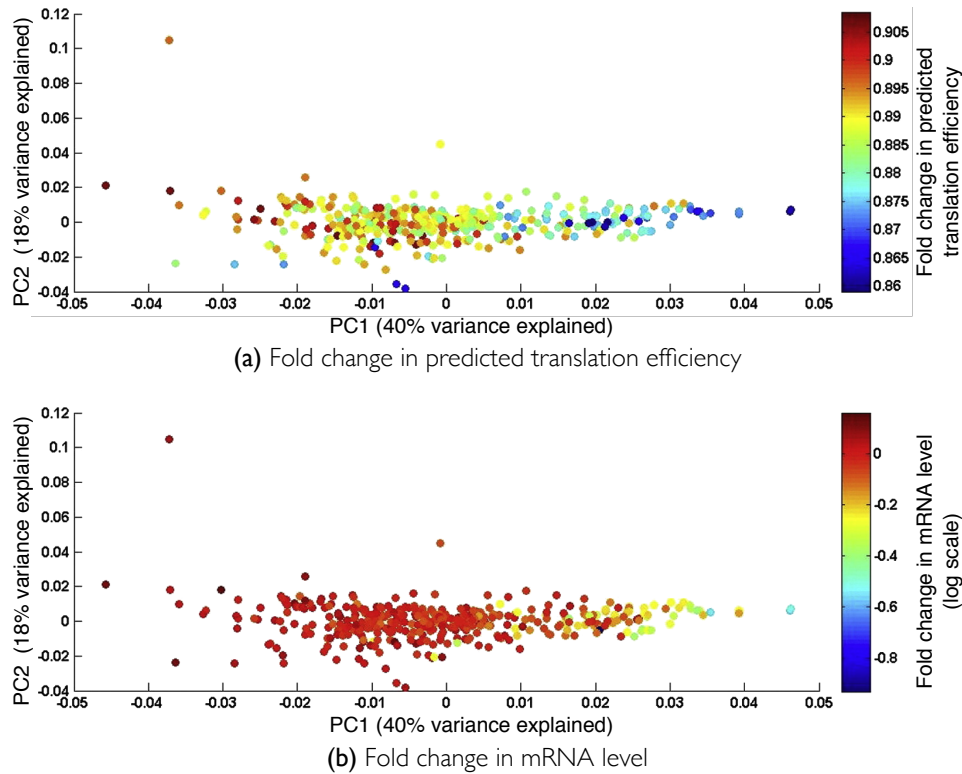 0.12
0.1
0.08
0.06
0.04
0.02
0
-0.02
-0.04
PC2 (18% variance explained)
-0.05 -0.04 -0.03 -0.02 -0.01 0 0.01 0.02 0.03 0.04 0.05
PC1 (40% variance explained)
0.905
0.9
0.895
0.89
0.885
0.88
0.875
0.87
0.865
0.86
Fold change in predicted
translation efficiency
(a) Fold change in predicted translation efficiency
0.12
0.1
0.08
0.06
0.04
0.02
0
-0.02
-0.04
PC2 (18% variance explained)
-0.05 -0.04 -0.03 -0.02 -0.01 0 0.01 0.02 0.03 0.04 0.05
PC1 (40% variance explained)
0
-0.2
-0.4
-0.6
-0.8
Fold change in mRNA level
(log scale)
(b) Fold change in mRNA level